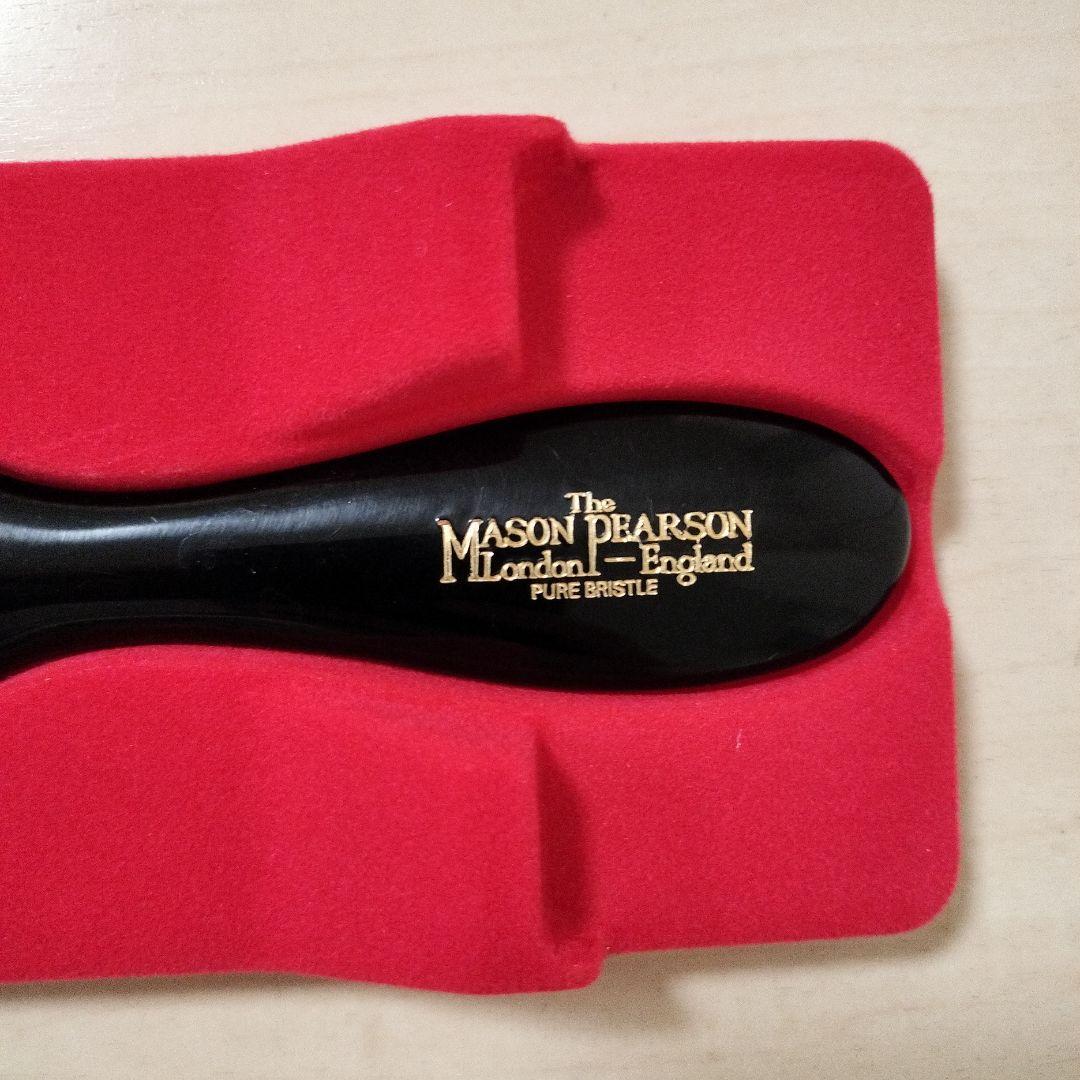 The
MASON PEARSON
London — England
PURE BRISTLE